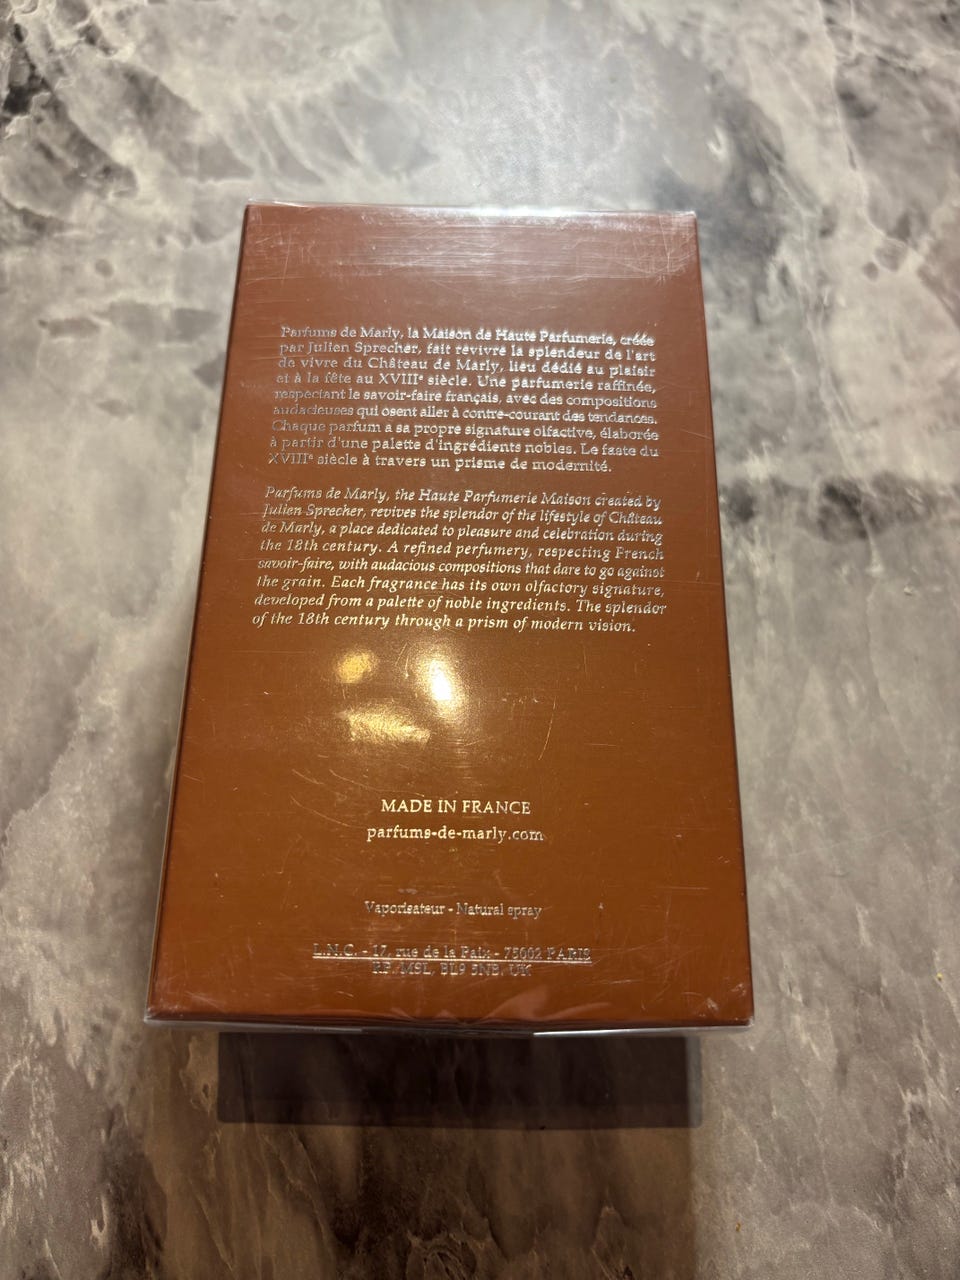 Parfums de Marly, la Maison de Haute Parfumerie, créée
par Julien Sprecher, fait revivre la splendeur de l'art
de vivre du Château de Marly, lieu dédié au plaisir
et à la fête au XVIIIᵉ siècle. Une parfumerie raffinée,
respectant le savoir-faire français, avec des compositions
audacieuses qui osent aller à contre-courant des tendances.
Chaque parfum a sa propre signature olfactive, élaborée
à partir d'une palette d'ingrédients nobles. Le faste du
XVIIIᵉ siècle à travers un prisme de modernité.
Parfums de Marly, the Haute Parfumerie Maison created by
Julien Sprecher, revives the splendor of the lifestyle of Château
de Marly, a place dedicated to pleasure and celebration during
the 18th century. A refined perfumery, respecting French
savoir-faire, with audacious compositions that dare to go against
the grain. Each fragrance has its own olfactory signature,
developed from a palette of noble ingredients. The splendor
of the 18th century through a prism of modern vision.
MADE IN FRANCE
parfums-de-marly.com
Vaporisateur - Natural spray
L.N.C. - 17, rue de la Paix - 75002 PARIS
RP. M9L, BL9 5NB, UK